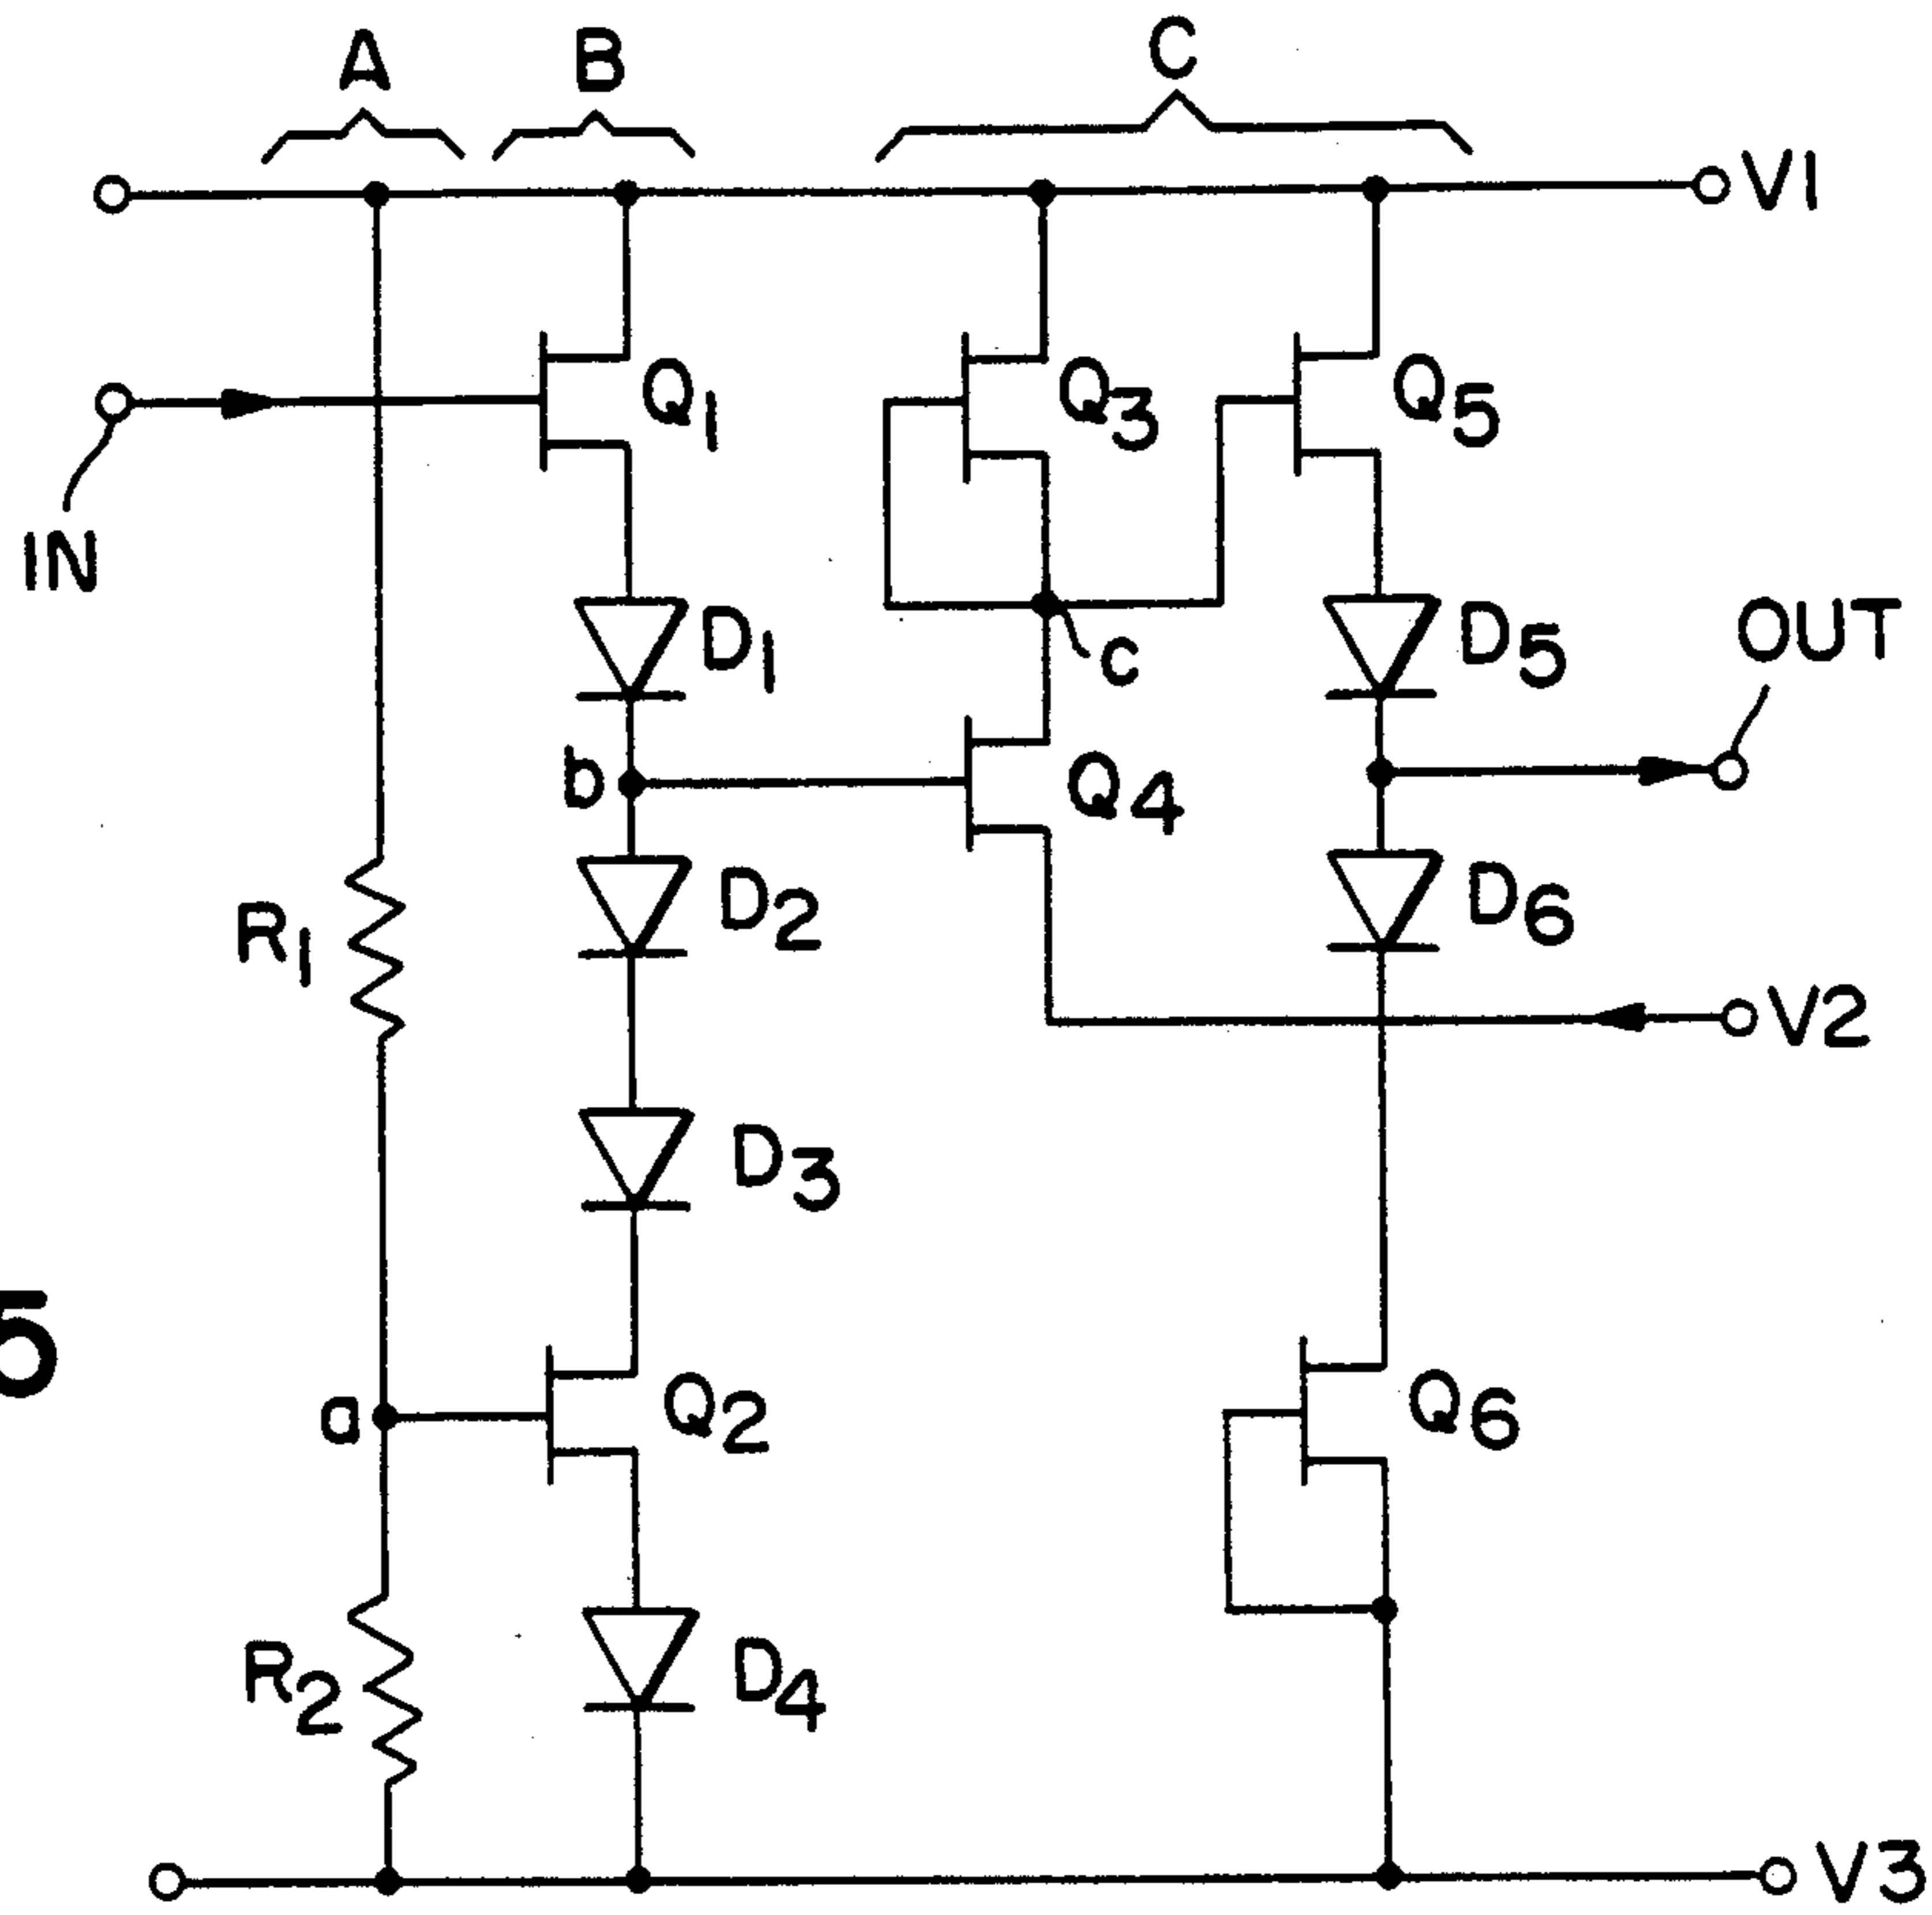 A B C
V1
Q1 Q3 Q5
IN
D1 c D5 OUT
b Q4
D2 D6
R1
V2
D3
5
a Q2 Q6
R2 D4
V3